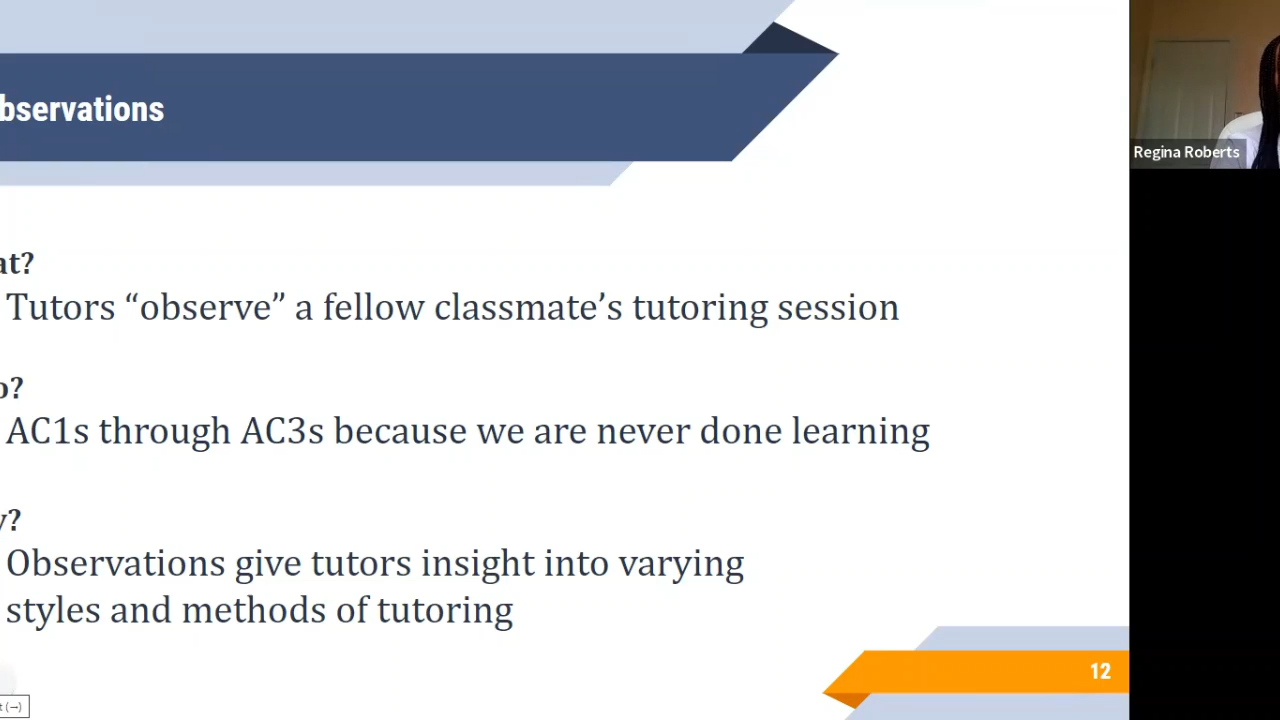 bservations
Regina Roberts
at?
Tutors “observe” a fellow classmate’s tutoring session
o?
AC1s through AC3s because we are never done learning
y?
Observations give tutors insight into varying
styles and methods of tutoring
12
t (→)